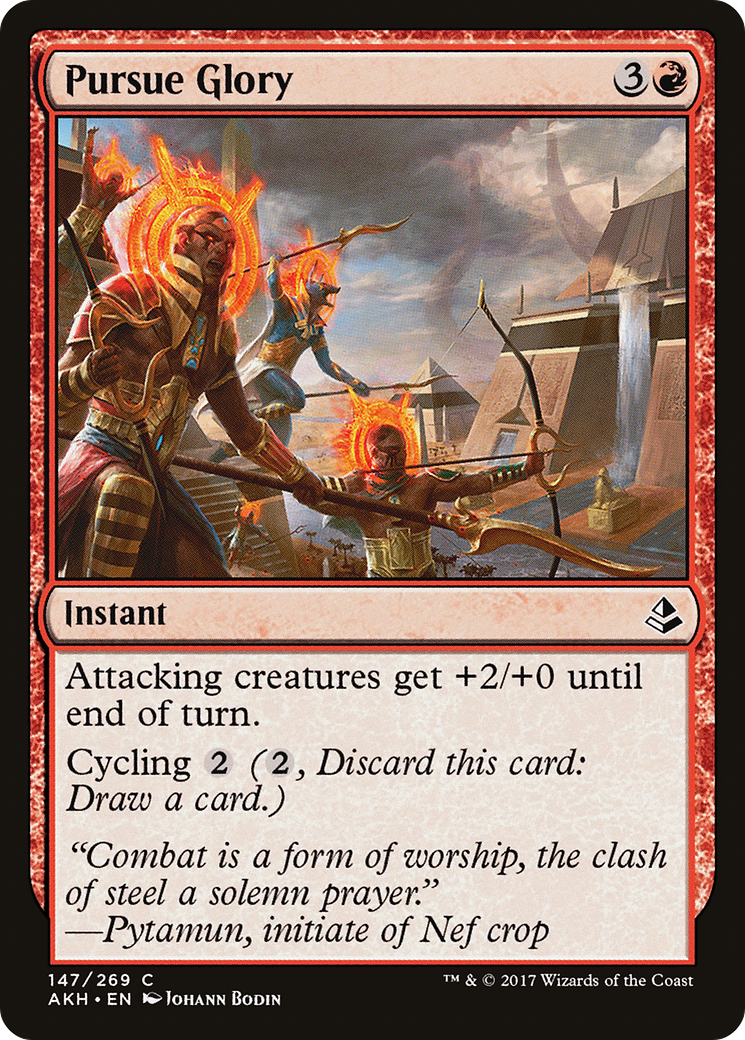 Pursue Glory 3
Instant
Attacking creatures get +2/+0 until
end of turn.
Cycling 2 (2, Discard this card:
Draw a card.)
“Combat is a form of worship, the clash
of steel a solemn prayer.”
—Pytamun, initiate of Nef crop
147/269 C
AKH • EN Johann Bodin
™ & © 2017 Wizards of the Coast